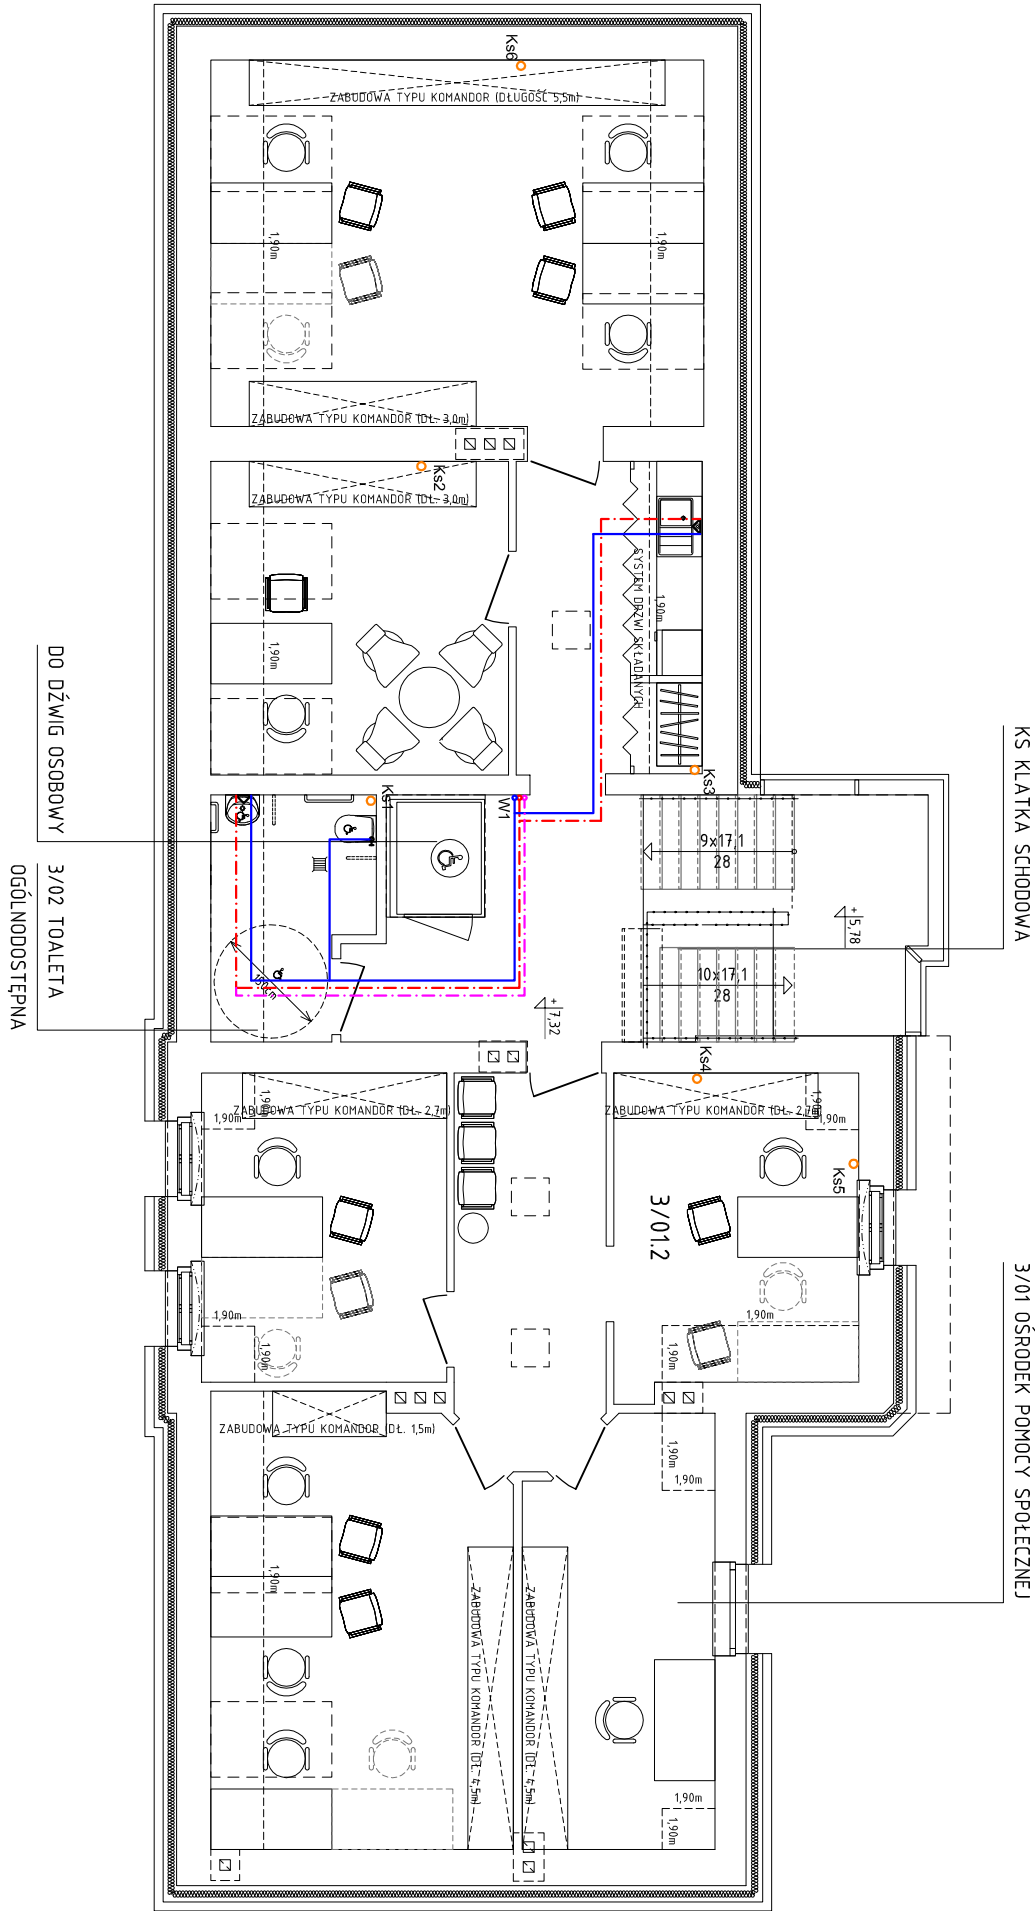 Ks6
ZABUDOWA TYPU KOMANDOR (DŁUGOŚĆ 5,5m)
1,90m
1,90m
ZABUDOWA TYPU KOMANDOR (DŁ. 3,0m)
Ks2
ZABUDOWA TYPU KOMANDOR (DŁ. 3,0m)
SYSTEM DRZWI SKŁADANYCH
1,90m
1,90m
Ks3
Ks1
W1
9x17,1
28
+5,78
10x17,1
28
+7,32
150cm
DO DŹWIG OSOBOWY
3/02 TOALETA
OGÓLNODOSTĘPNA
KS KLATKA SCHODOWA
Ks4
ZABUDOWA TYPU KOMANDOR (DŁ. 2,7m)
1,90m
1,90m
ZABUDOWA TYPU KOMANDOR (DŁ. 2,7m)
1,90m
1,90m
Ks5
3/01.2
3/01 OŚRODEK POMOCY SPOŁECZNEJ
1,90m
1,90m
1,90m
1,90m
ZABUDOWA TYPU KOMANDOR (DŁ. 1,5m)
1,90m
1,90m
1,90m
ZABUDOWA TYPU KOMANDOR (DŁ. 4,5m)
ZABUDOWA TYPU KOMANDOR (DŁ. 4,5m)
1,90m
1,90m